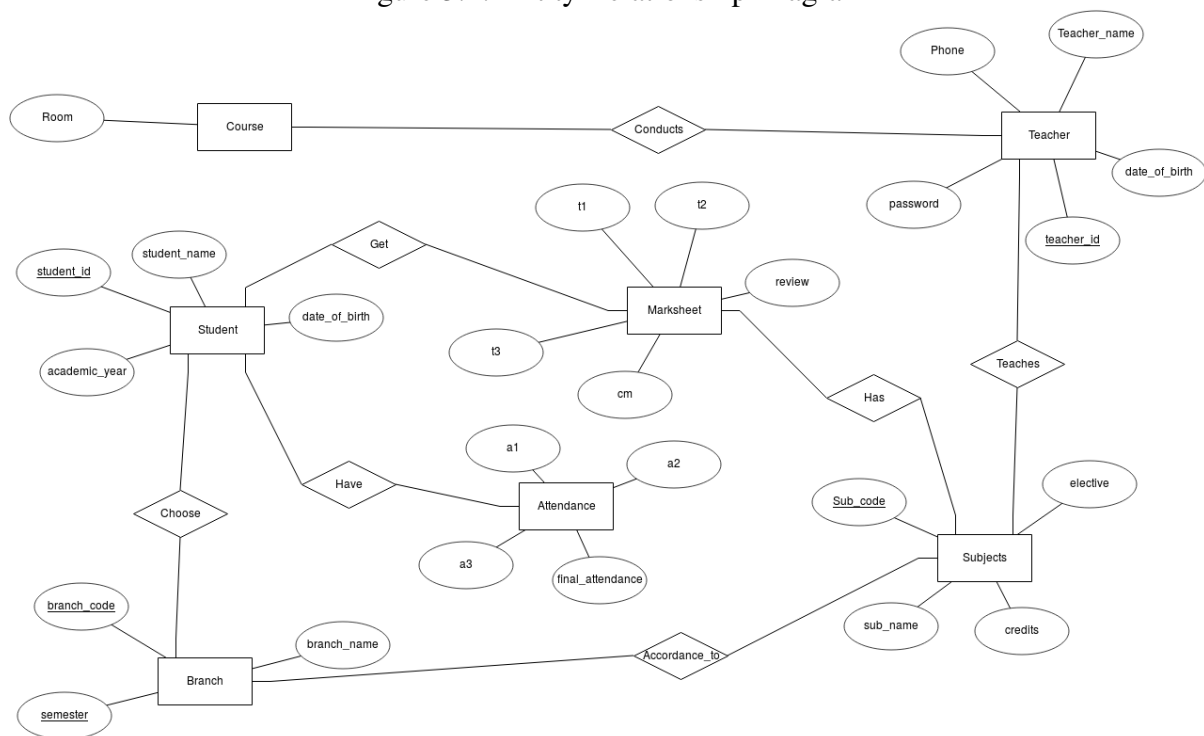 Teacher_name
Phone
Room
Course
Conducts
Teacher
date_of_birth
password
t1
t2
teacher_id
student_name
Get
student_id
review
Marksheet
date_of_birth
Student
t3
Teaches
academic_year
cm
Has
a1
a2
Have
elective
Sub_code
Attendance
Choose
Subjects
a3
final_attendance
branch_code
sub_name
credits
branch_name
Accordance_to
Branch
semester